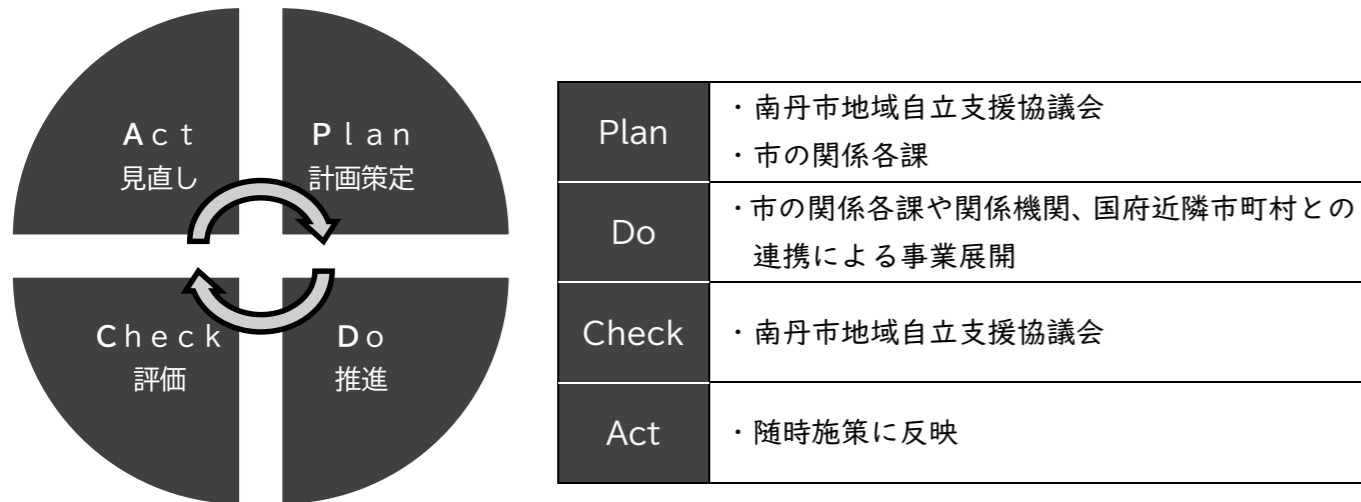 Act
見直し
Plan
計画策定
Check
評価
Do
推進
Plan
・南丹市地域自立支援協議会
・市の関係各課
Do
・市の関係各課や関係機関、国府近隣市町村との
連携による事業展開
Check
・南丹市地域自立支援協議会
Act
・随時施策に反映